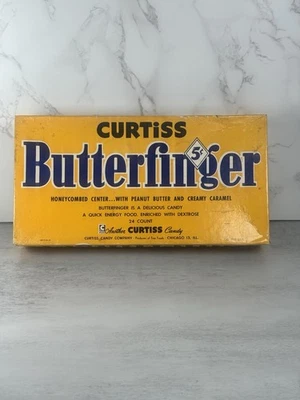 CURTiSS
Butterfinger
5¢
HONEYCOMBED CENTER...WITH PEANUT BUTTER AND CREAMY CARAMEL
BUTTERFINGER IS A DELICIOUS CANDY
A QUICK ENERGY FOOD, ENRICHED WITH DEXTROSE
24 COUNT
Another CURTISS Candy
CURTISS CANDY COMPANY CHICAGO 13 ILL